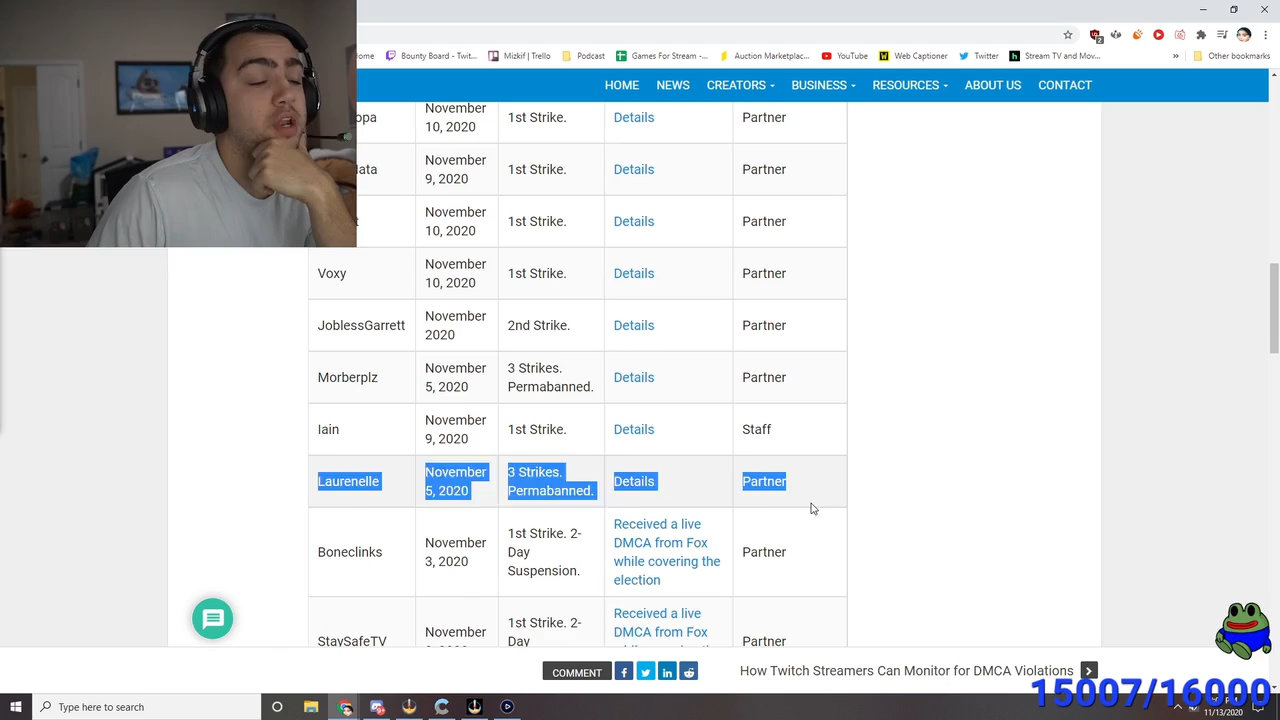 ome
Bounty Board - Twit...
Mizkif | Trello
Podcast
Games For Stream -...
Auction Marketplac...
YouTube
Web Captioner
Twitter
Stream TV and Mov...
»
Other bookmarks
HOME NEWS CREATORS BUSINESS RESOURCES ABOUT US CONTACT
opa
November
10, 2020
1st Strike.
Details
Partner
ata
November
9, 2020
1st Strike.
Details
Partner
t
November
10, 2020
1st Strike.
Details
Partner
Voxy
November
10, 2020
1st Strike.
Details
Partner
JoblessGarrett
November
2020
2nd Strike.
Details
Partner
Morberplz
November
5, 2020
3 Strikes.
Permabanned.
Details
Partner
Iain
November
9, 2020
1st Strike.
Details
Staff
Laurenelle
November
5, 2020
3 Strikes.
Permabanned.
Details
Partner
Boneclinks
November
3, 2020
1st Strike. 2-
Day
Suspension.
Received a live
DMCA from Fox
while covering the
election
Partner
StaySafeTV
November
1st Strike. 2-
Day
Received a live
DMCA from Fox
Partner
COMMENT
How Twitch Streamers Can Monitor for DMCA Violations
15007/16000
Type here to search
PM
11/13/2020